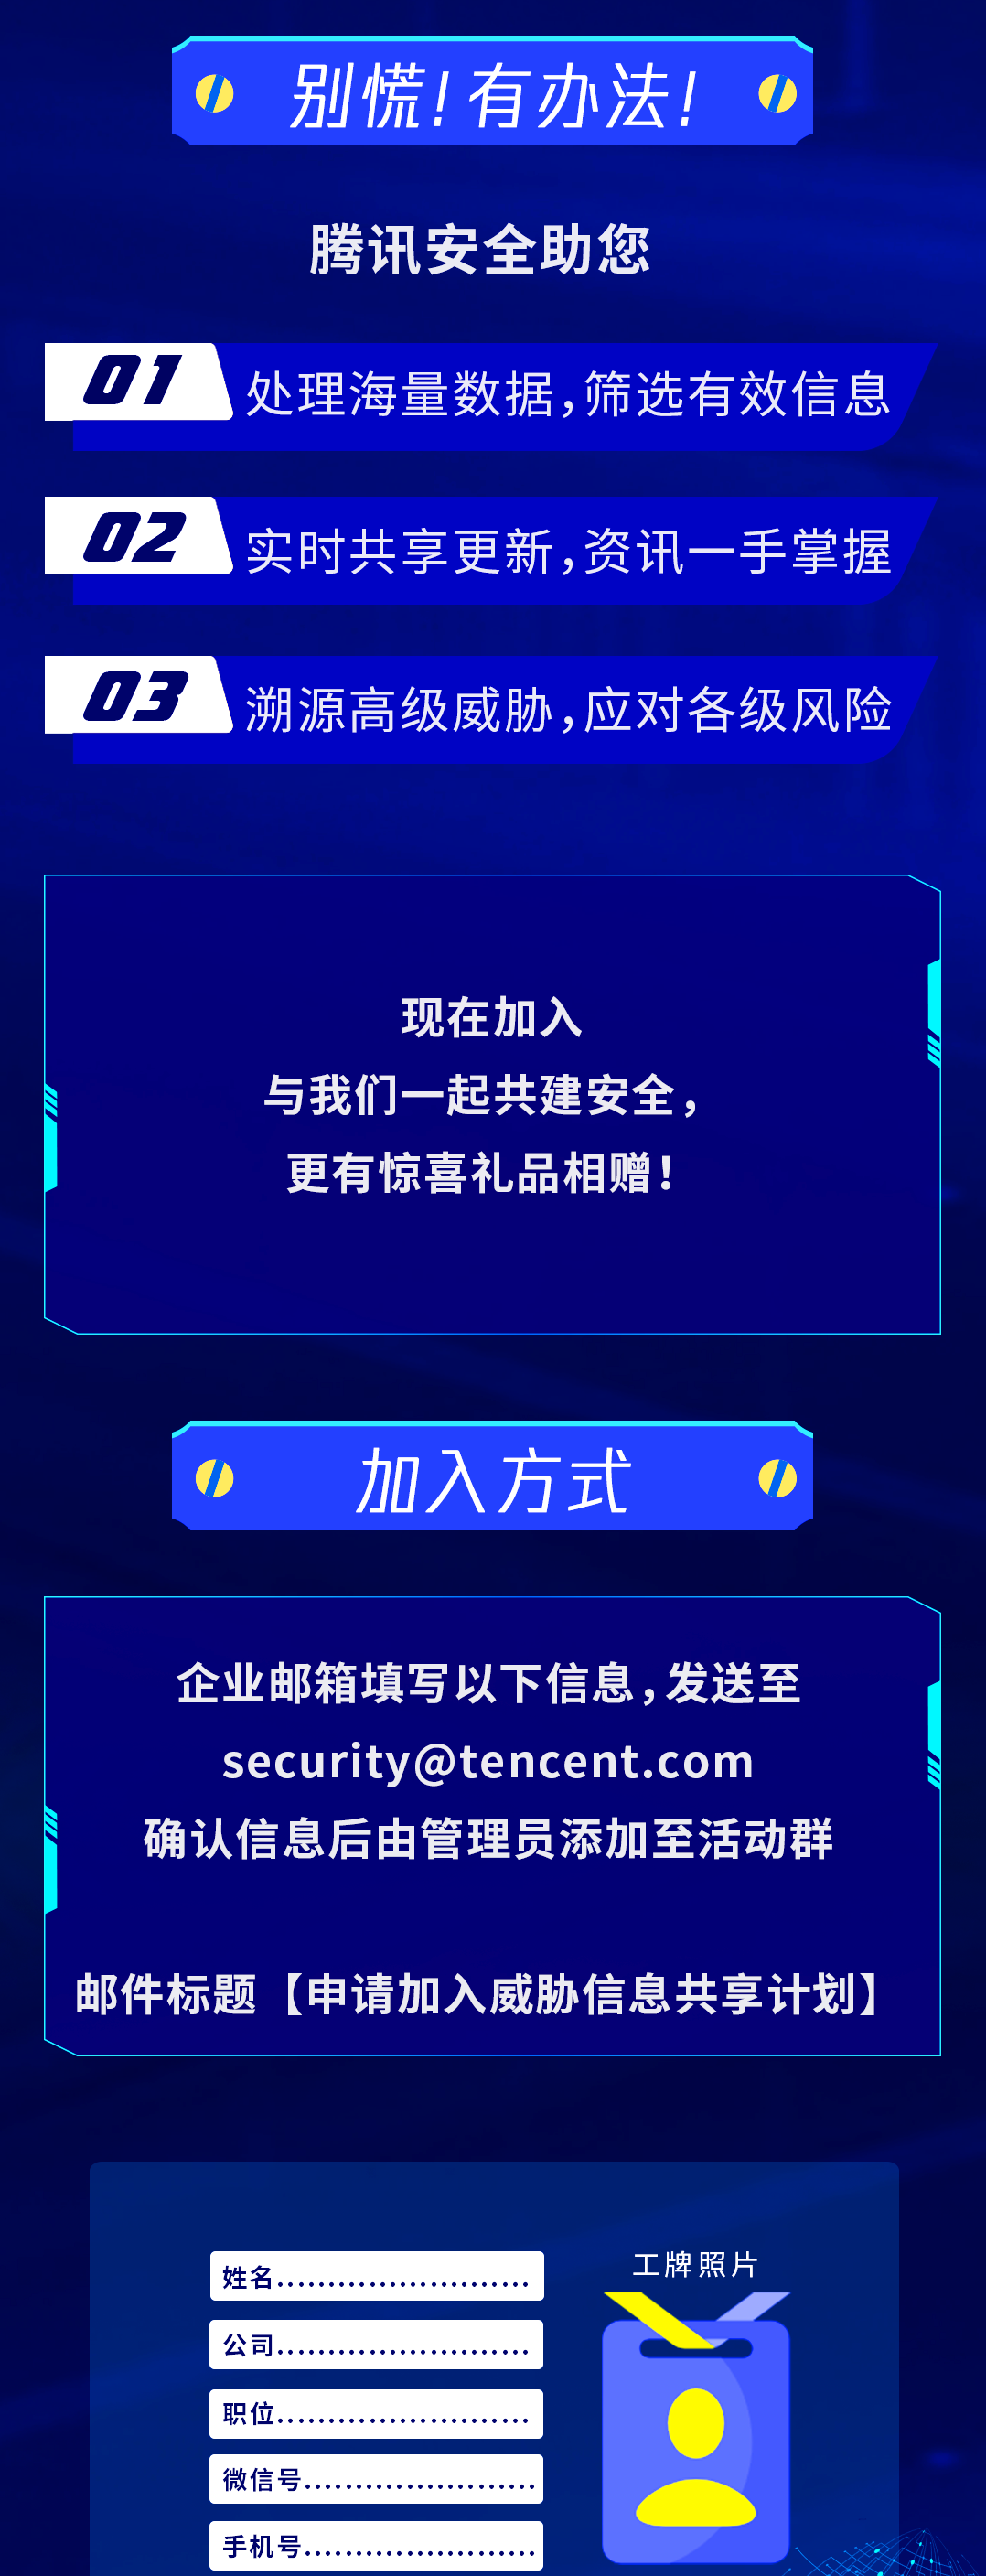 别慌!有办法!
腾讯安全助您
01 处理海量数据,筛选有效信息
02 实时共享更新,资讯一手掌握
03 溯源高级威胁,应对各级风险
现在加入
与我们一起共建安全,
更有惊喜礼品相赠!
加入方式
企业邮箱填写以下信息,发送至
security@tencent.com
确认信息后由管理员添加至活动群
邮件标题【申请加入威胁信息共享计划】
工牌照片
姓名.........................
公司.........................
职位.........................
微信号.......................
手机号.......................